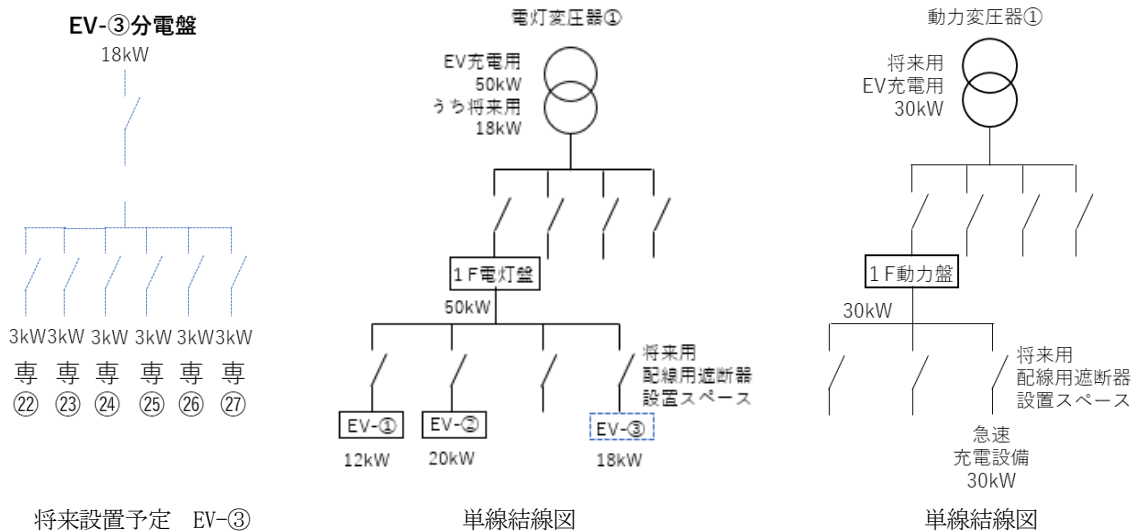 EV-③分電盤
18kW
3kW 3kW 3kW 3kW 3kW 3kW
専 専 専 専 専 専
㉒ ㉓ ㉔ ㉕ ㉖ ㉗
将来設置予定 EV-③
電灯変圧器①
EV充電用
50kW
うち将来用
18kW
1F電灯盤
50kW
将来用
配線用遮断器
設置スペース
EV-① EV-② EV-③
12kW 20kW 18kW
単線結線図
動力変圧器①
将来用
EV充電用
30kW
1F動力盤
30kW
将来用
配線用遮断器
設置スペース
急速
充電設備
30kW
単線結線図